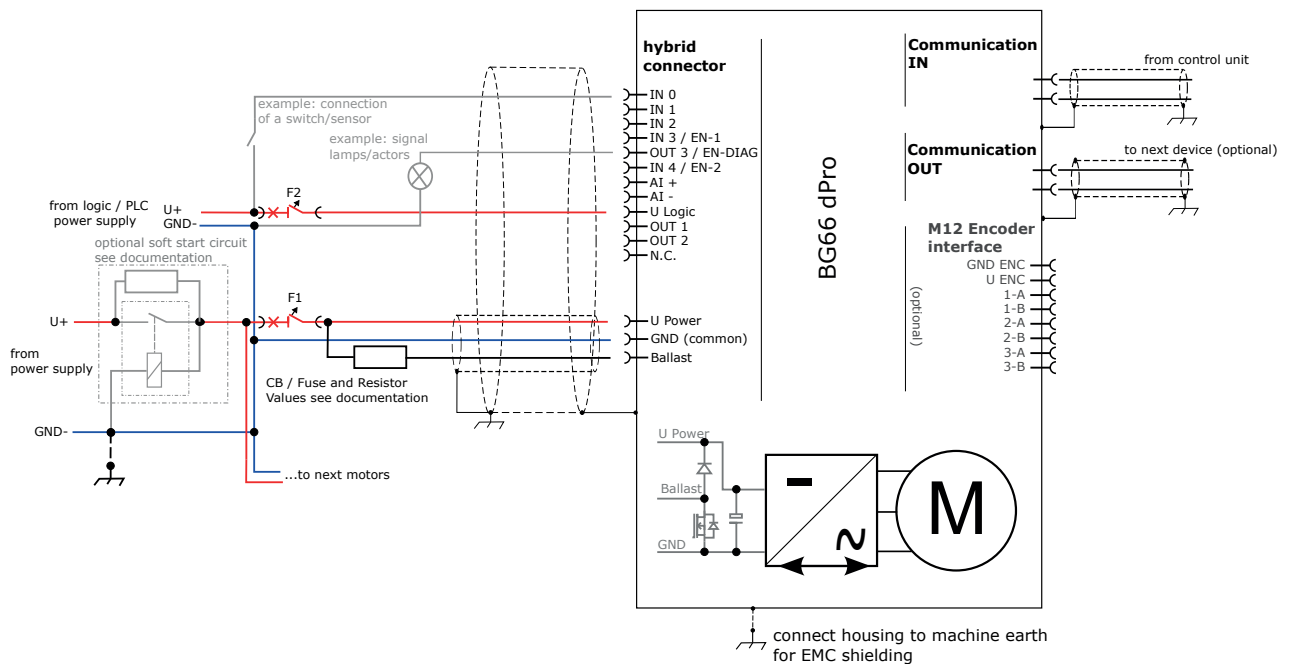 hybrid
connector
IN 0
IN 1
IN 2
IN 3 / EN-1
OUT 3 / EN-DIAG
IN 4 / EN-2
AI +
AI -
U Logic
OUT 1
OUT 2
N.C.
U Power
GND (common)
Ballast
example: connection
of a switch/sensor
example: signal
lamps/actors
from logic / PLC
power supply
U+
GND-
F2
optional soft start circuit
see documentation
U+
F1
from
power supply
CB / Fuse and Resistor
Values see documentation
GND-
...to next motors
BG66 dPro
Communication
IN
from control unit
Communication
OUT
to next device (optional)
M12 Encoder
interface
(optional)
GND ENC
U ENC
1-A
1-B
2-A
2-B
3-A
3-B
U Power
Ballast
GND
M
connect housing to machine earth
for EMC shielding